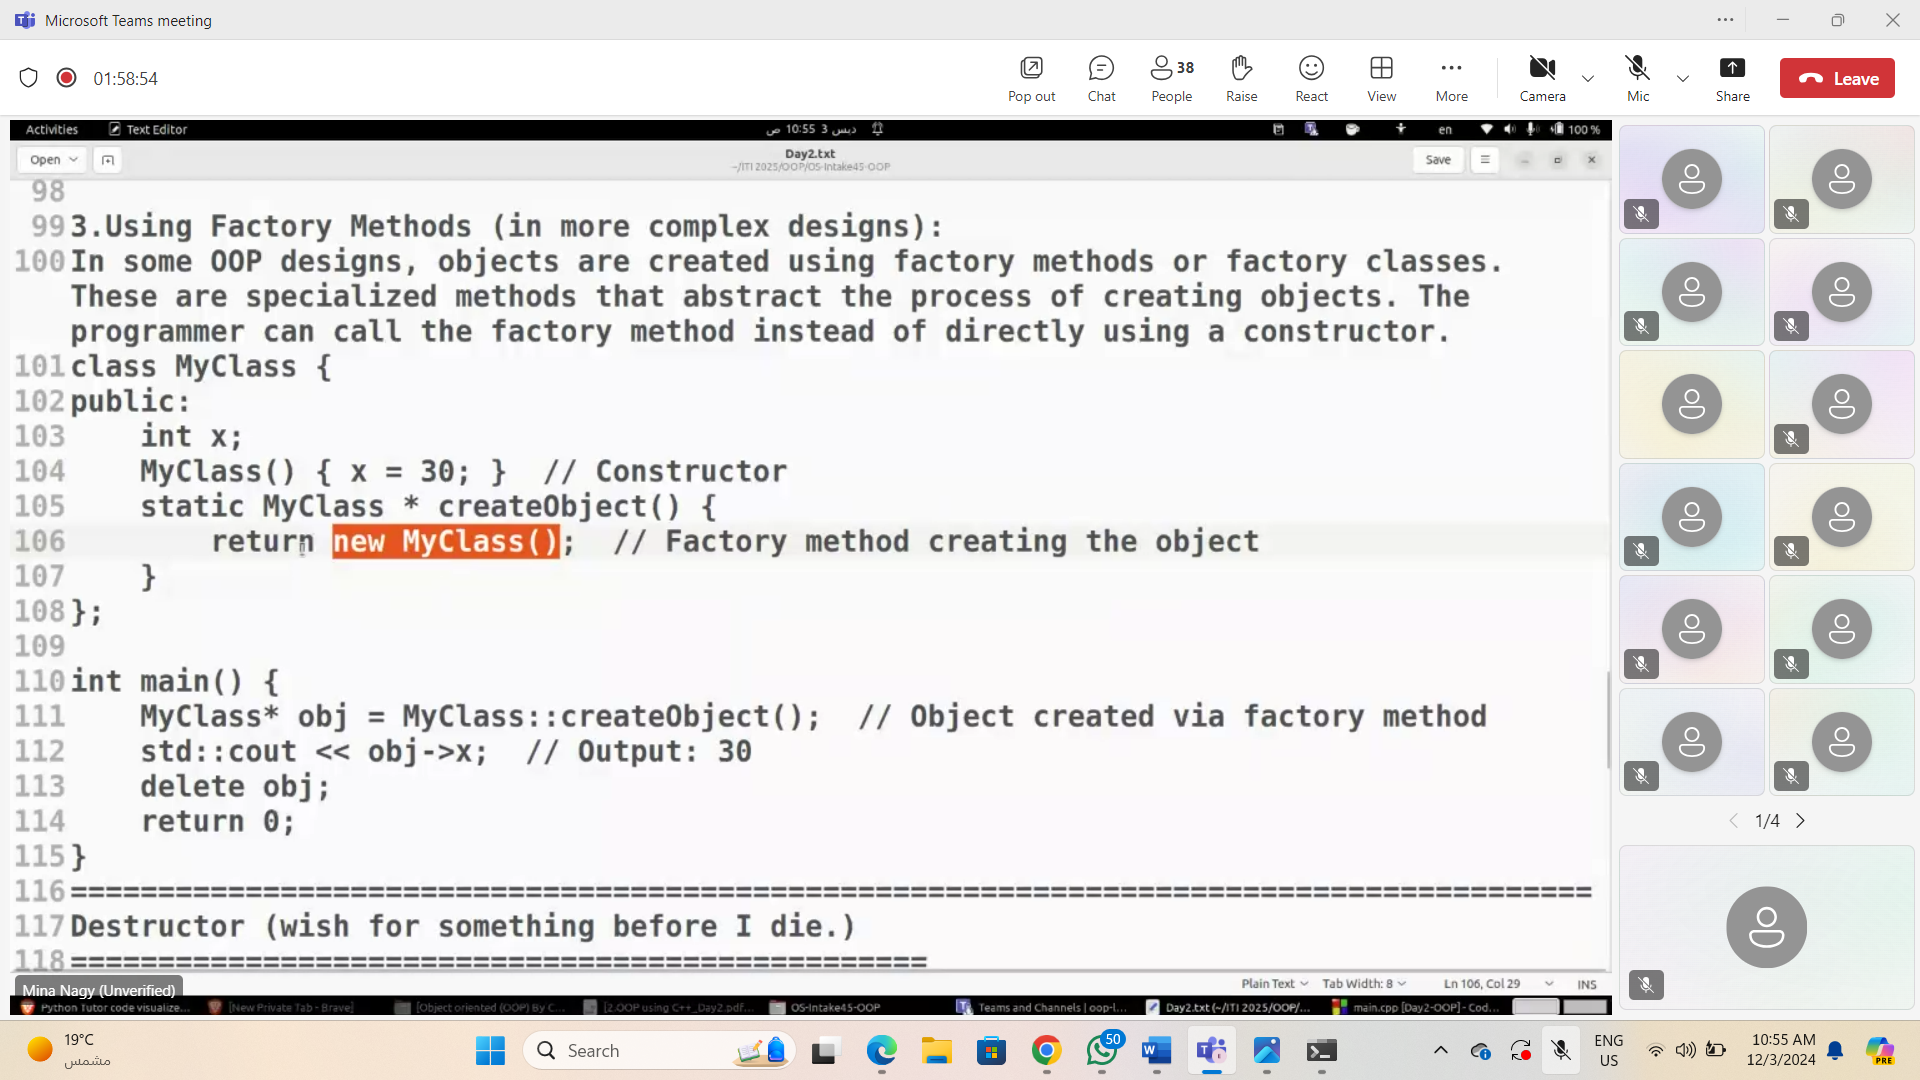 Microsoft Teams meeting
01:58:54
Pop out
Chat
38
People
Raise
React
View
More
Camera
Mic
Share
Leave
Activities
Text Editor
ديس 3 10:55 ص
en
100 %
Open
Day2.txt
~/ITI 2025/OOP/OS-Intake45-OOP
Save
98
99 3.Using Factory Methods (in more complex designs):
100 In some OOP designs, objects are created using factory methods or factory classes.
These are specialized methods that abstract the process of creating objects. The
programmer can call the factory method instead of directly using a constructor.
101 class MyClass {
102 public:
103     int x;
104     MyClass() { x = 30; }  // Constructor
105     static MyClass * createObject() {
106         return new MyClass();  // Factory method creating the object
107     }
108 };
109
110 int main() {
111     MyClass* obj = MyClass::createObject();  // Object created via factory method
112     std::cout << obj->x;  // Output: 30
113     delete obj;
114     return 0;
115 }
116 =======================================================================================
117 Destructor (wish for something before I die.)
118 =================================================
Mina Nagy (Unverified)
Plain Text
Tab Width: 8
Ln 106, Col 29
INS
Python Tutor code visualize...
[New Private Tab - Brave]
[Object oriented (OOP) By C...
[2.OOP using C++_Day2.pdf...
OS-Intake45-OOP
Teams and Channels | oop-l...
Day2.txt (~/ITI 2025/OOP/...
main.cpp [Day2-OOP] - Cod...
1/4
19°C
مشمس
Search
50
ENG
US
10:55 AM
12/3/2024
PRE